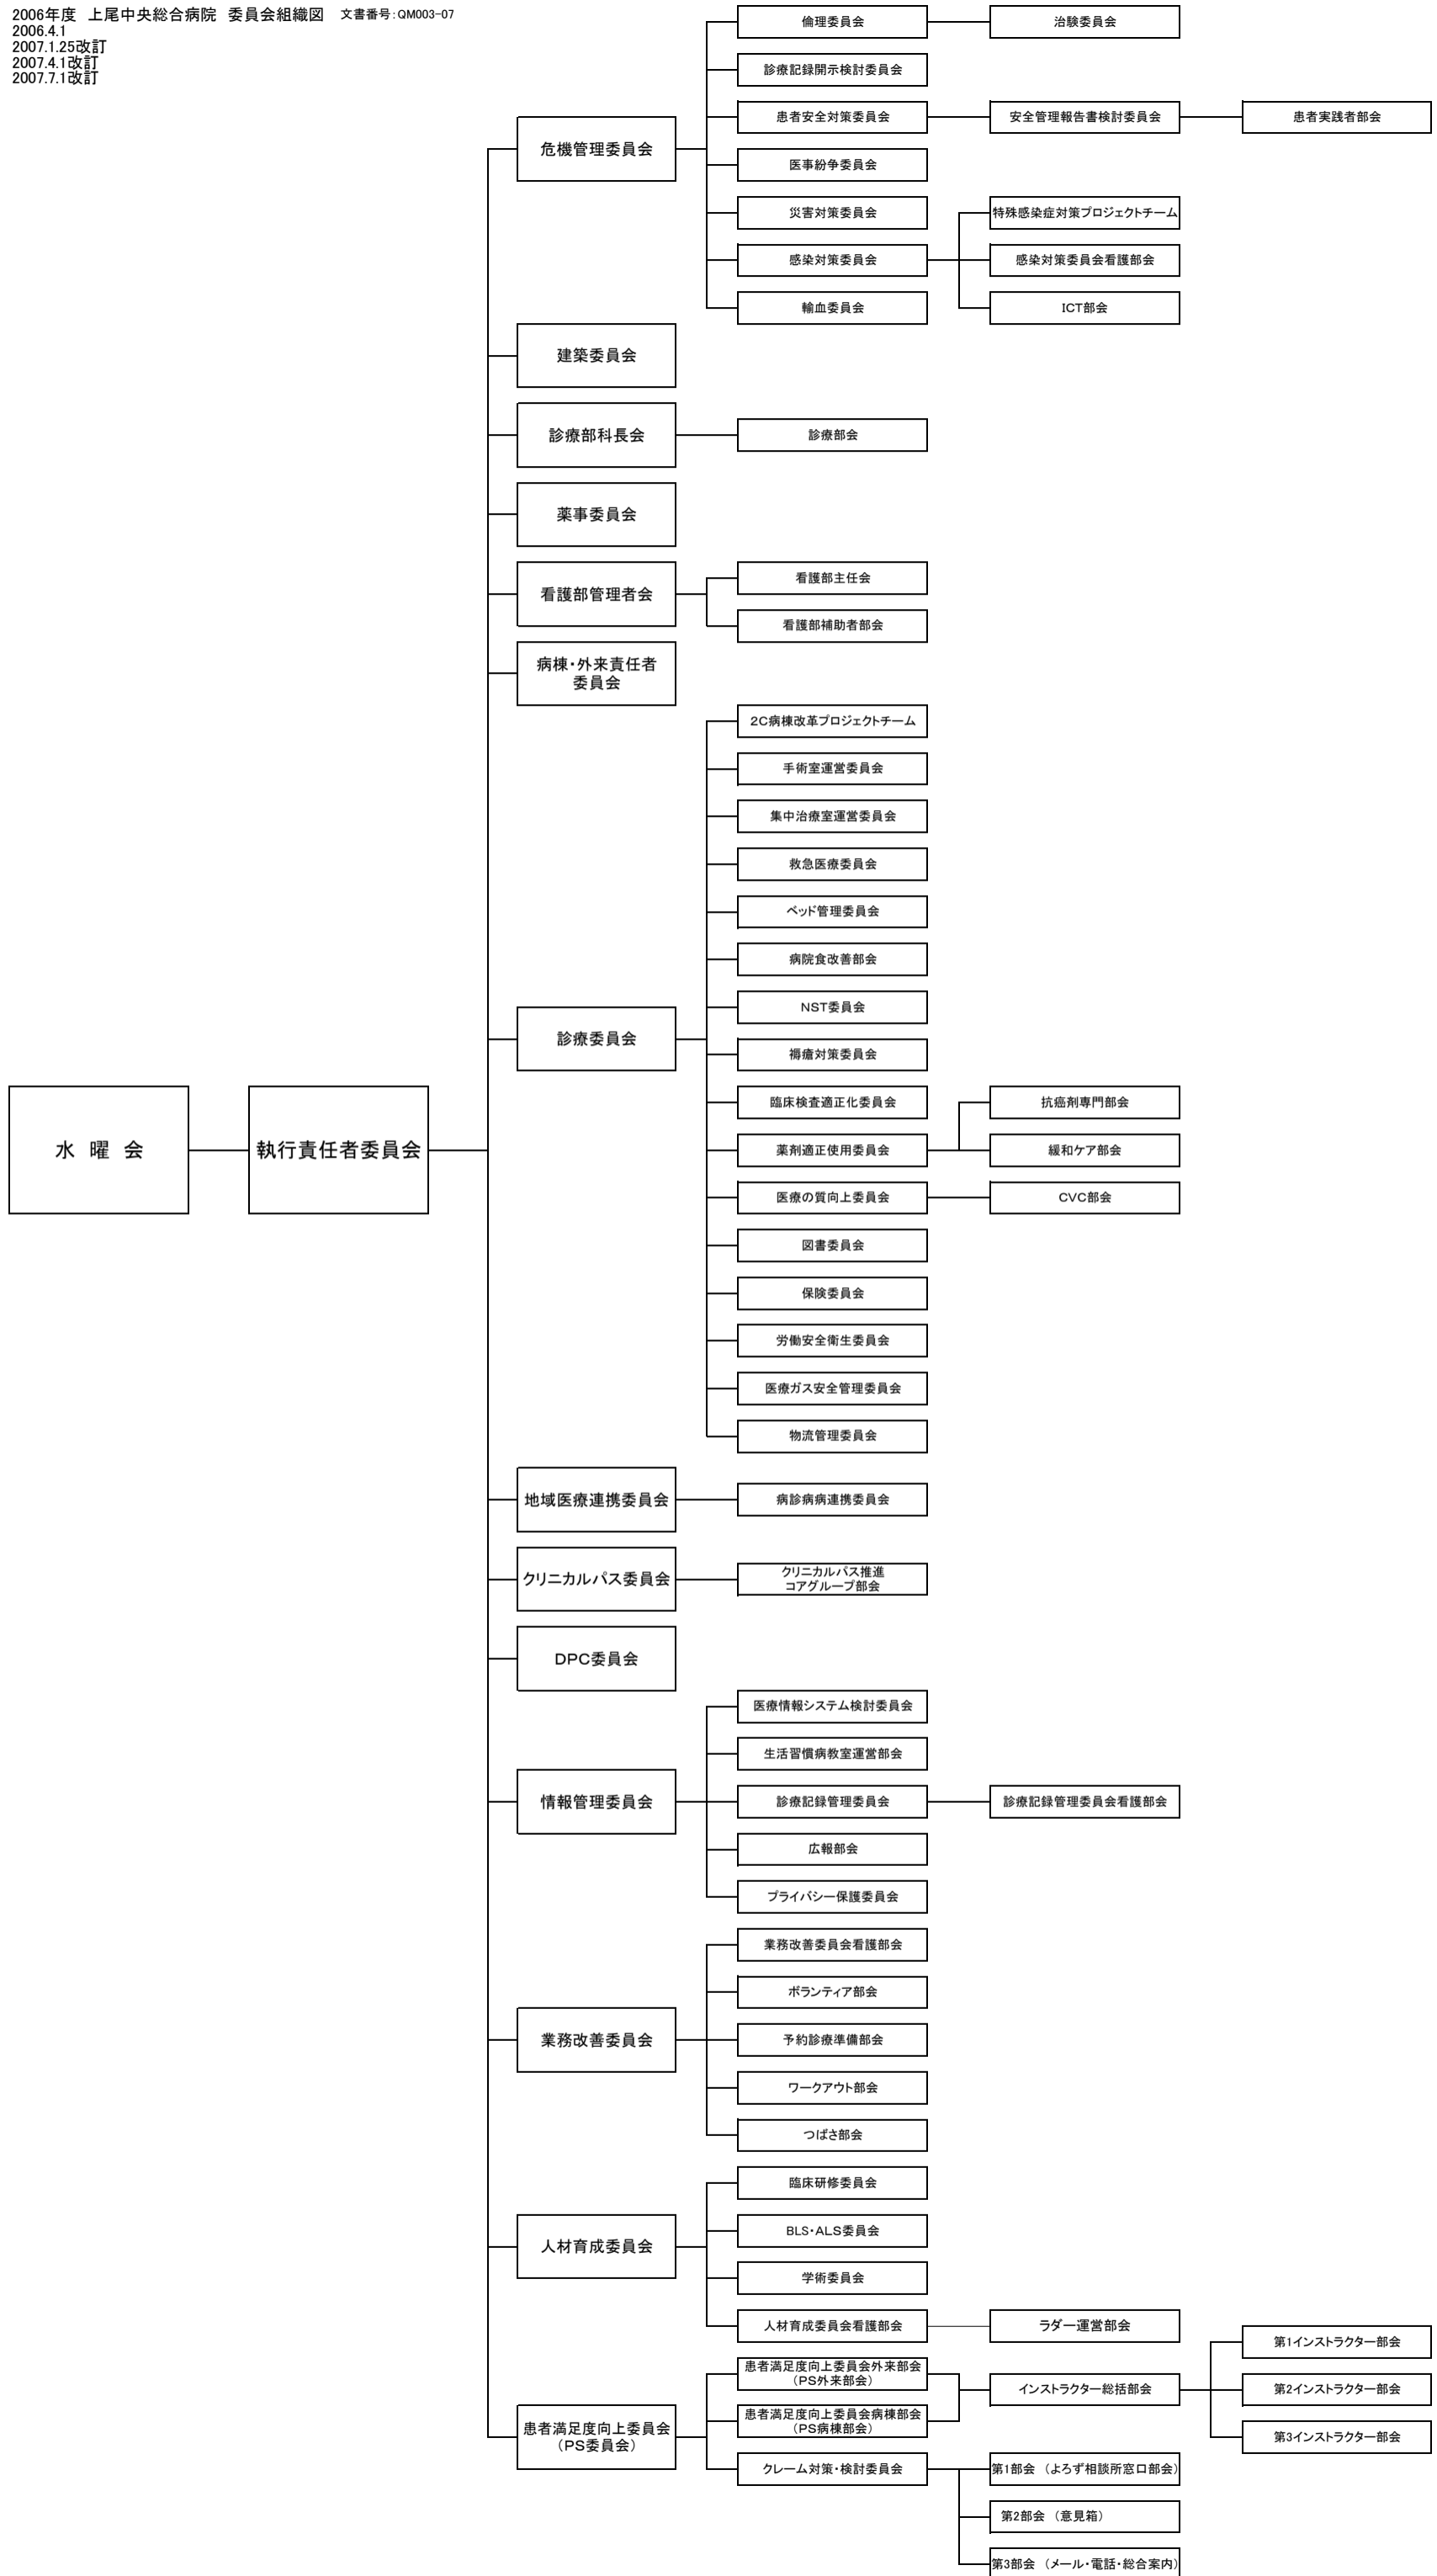 2006年度 上尾中央総合病院 委員会組織図 文書番号:QM003-07
2006.4.1
2007.1.25改訂
2007.4.1改訂
2007.7.1改訂
水 曜 会
執行責任者委員会
危機管理委員会
倫理委員会
治験委員会
診療記録開示検討委員会
患者安全対策委員会
安全管理報告書検討委員会
患者実践者部会
医事紛争委員会
災害対策委員会
感染対策委員会
特殊感染症対策プロジェクトチーム
感染対策委員会看護部会
ICT部会
輸血委員会
建築委員会
診療部科長会
診療部会
薬事委員会
看護部管理者会
看護部主任会
看護部補助者部会
病棟・外来責任者
委員会
診療委員会
2C病棟改革プロジェクトチーム
手術室運営委員会
集中治療室運営委員会
救急医療委員会
ベッド管理委員会
病院食改善部会
NST委員会
褥瘡対策委員会
臨床検査適正化委員会
薬剤適正使用委員会
抗癌剤専門部会
緩和ケア部会
医療の質向上委員会
CVC部会
図書委員会
保険委員会
労働安全衛生委員会
医療ガス安全管理委員会
物流管理委員会
地域医療連携委員会
病診病病連携委員会
クリニカルパス委員会
クリニカルパス推進
コアグループ部会
DPC委員会
情報管理委員会
医療情報システム検討委員会
生活習慣病教室運営部会
診療記録管理委員会
診療記録管理委員会看護部会
広報部会
プライバシー保護委員会
業務改善委員会
業務改善委員会看護部会
ボランティア部会
予約診療準備部会
ワークアウト部会
つばさ部会
人材育成委員会
臨床研修委員会
BLS・ALS委員会
学術委員会
人材育成委員会看護部会
ラダー運営部会
患者満足度向上委員会
(PS委員会)
患者満足度向上委員会外来部会
(PS外来部会)
患者満足度向上委員会病棟部会
(PS病棟部会)
インストラクター総括部会
第1インストラクター部会
第2インストラクター部会
第3インストラクター部会
クレーム対策・検討委員会
第1部会 (よろず相談所窓口部会)
第2部会 (意見箱)
第3部会 (メール・電話・総合案内)